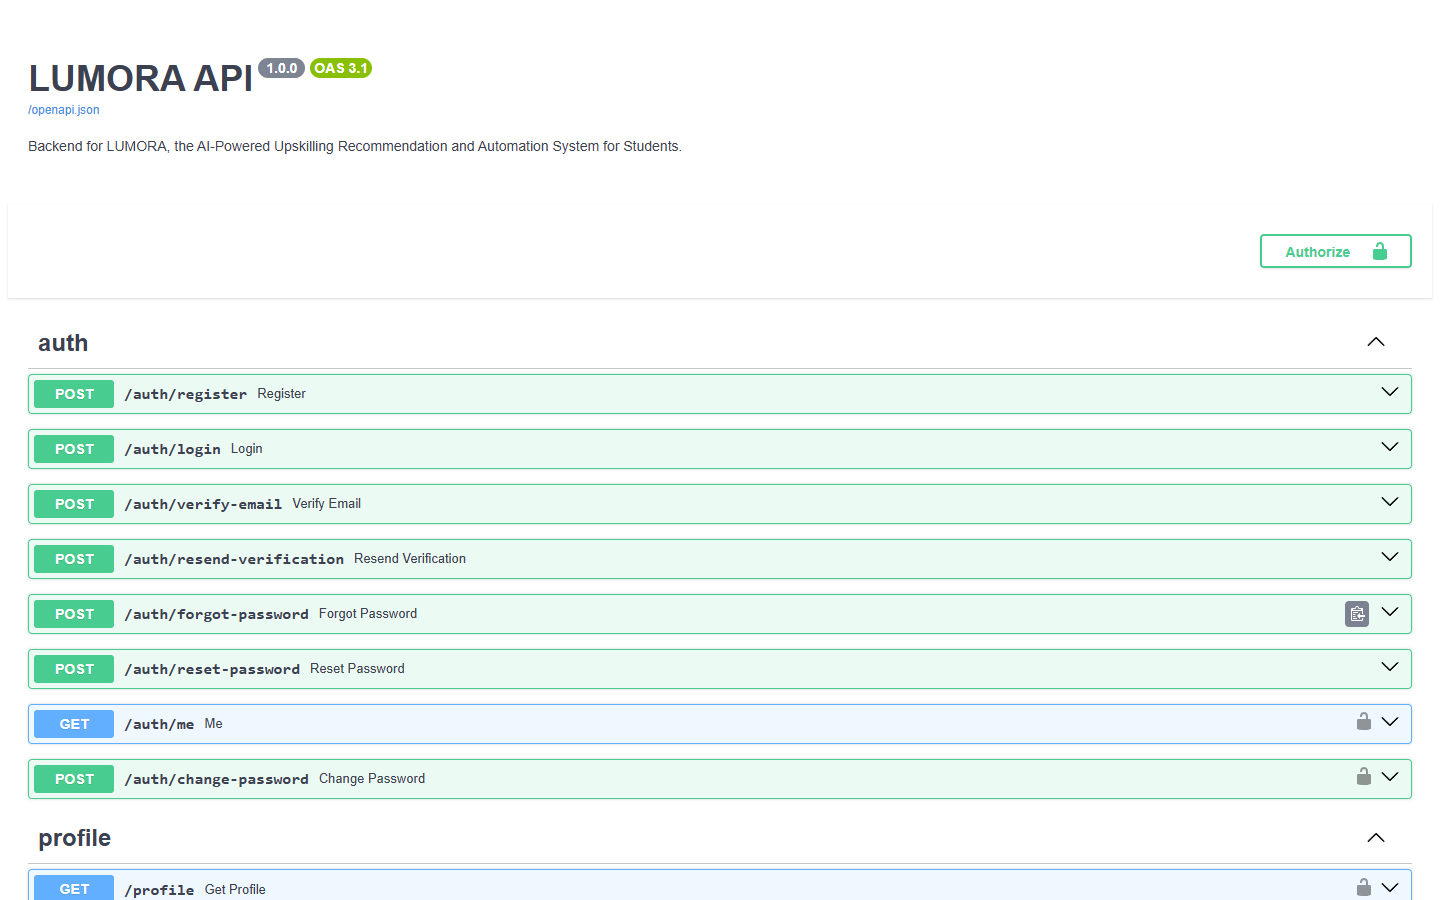 LUMORA API 1.0.0 OAS 3.1
/openapi.json
Backend for LUMORA, the AI-Powered Upskilling Recommendation and Automation System for Students.
Authorize
auth
POST /auth/register Register
POST /auth/login Login
POST /auth/verify-email Verify Email
POST /auth/resend-verification Resend Verification
POST /auth/forgot-password Forgot Password
POST /auth/reset-password Reset Password
GET /auth/me Me
POST /auth/change-password Change Password
profile
GET /profile Get Profile